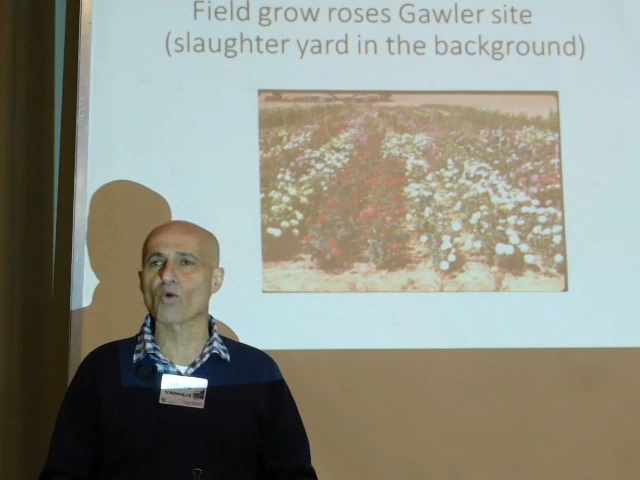 Field grow roses Gawler site
(slaughter yard in the background)